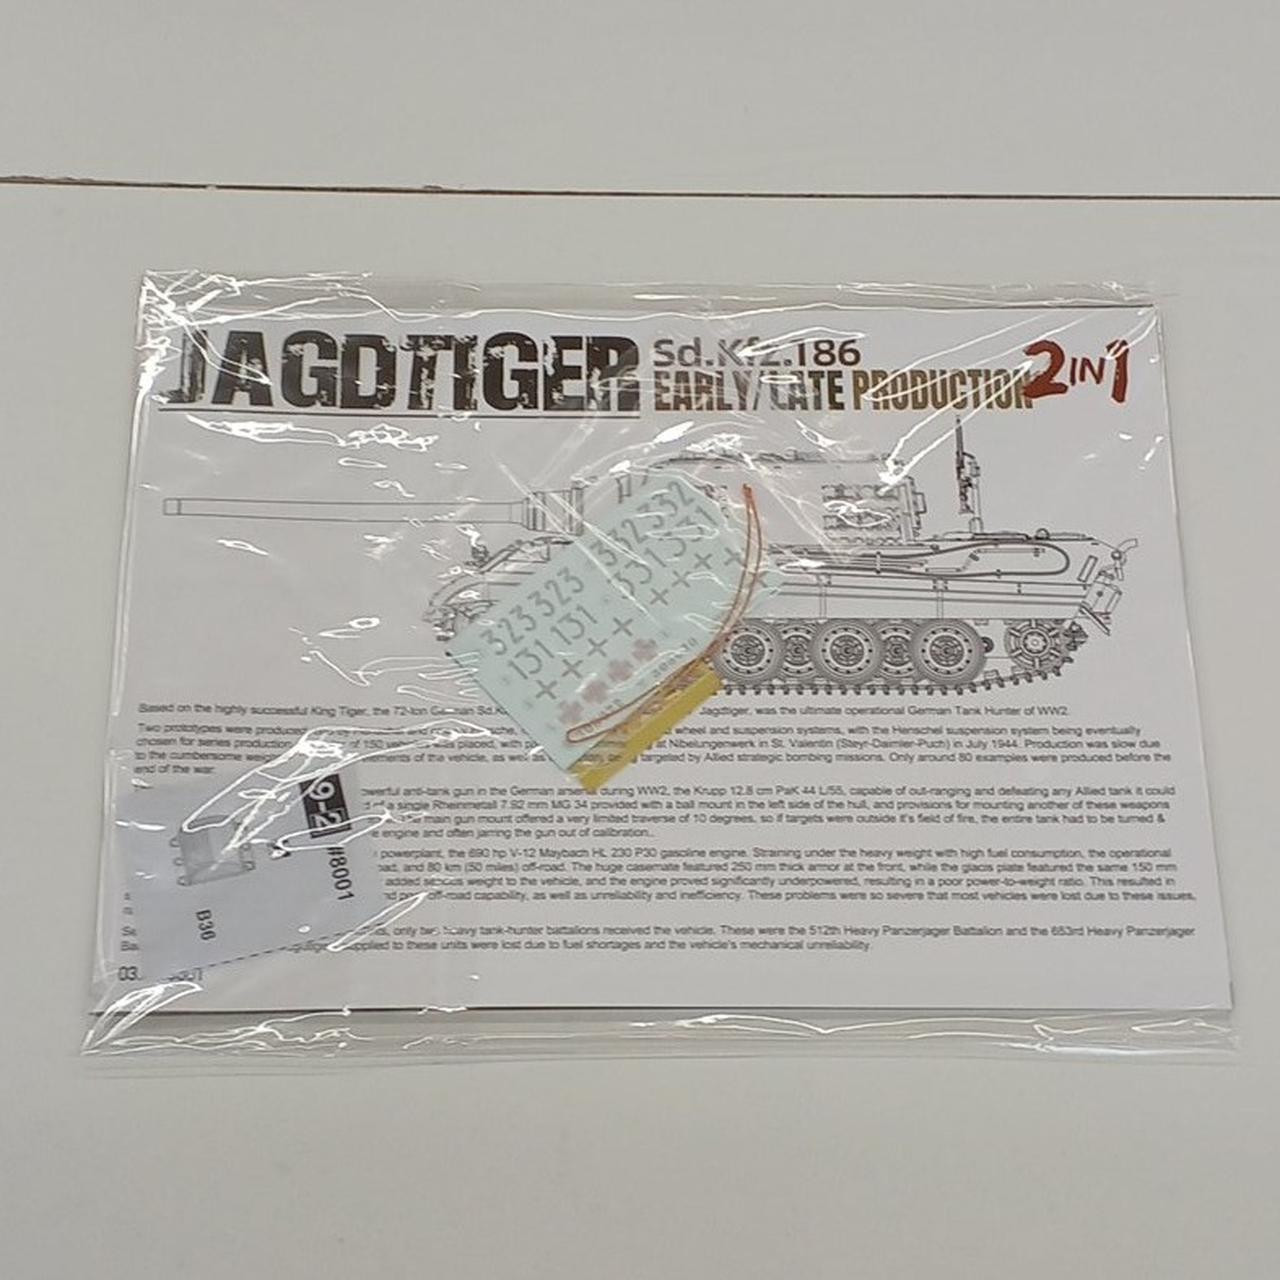 JAGDTIGER
Sd.Kfz.186
EARLY/LATE PRODUCTION
2 IN 1
332
332
331
331
323 323
131 131
Based on the highly successful King Tiger, the 72-ton German Sd.K Jagdtiger, was the ultimate operational German Tank Hunter of WW2.
Two prototypes were produced wheel and suspension systems, with the Henschel suspension system being eventually
chosen for series production of 150 was placed, with at Nibelungenwerk in St. Valentin (Steyr-Daimler-Puch) in July 1944. Production was slow due
to the cumbersome of the vehicle, as well as being targeted by Allied strategic bombing missions. Only around 80 examples were produced before the
end of the war.
powerful anti-tank gun in the German arsenal during WW2, the Krupp 12.8 cm PaK 44 L/55, capable of out-ranging and defeating any Allied tank it could
of a single Rheinmetall 7.92 mm MG 34 provided with a ball mount in the left side of the hull, and provisions for mounting another of these weapons
main gun mount offered a very limited traverse of 10 degrees, so if targets were outside it's field of fire, the entire tank had to be turned &
engine and often jarring the gun out of calibration..
powerplant, the 690 hp V-12 Maybach HL 230 P30 gasoline engine. Straining under the heavy weight with high fuel consumption, the operational
and 80 km (50 miles) off-road. The huge casemate featured 250 mm thick armor at the front, while the glacis plate featured the same 150 mm
added weight to the vehicle, and the engine proved significantly underpowered, resulting in a poor power-to-weight ratio. This resulted in
off-road capability, as well as unreliability and inefficiency. These problems were so severe that most vehicles were lost due to these issues,
only two heavy tank-hunter battalions received the vehicle. These were the 512th Heavy Panzerjager Battalion and the 653rd Heavy Panzerjager
supplied to these units were lost due to fuel shortages and the vehicle's mechanical unreliability.
9-2
#8001
B36